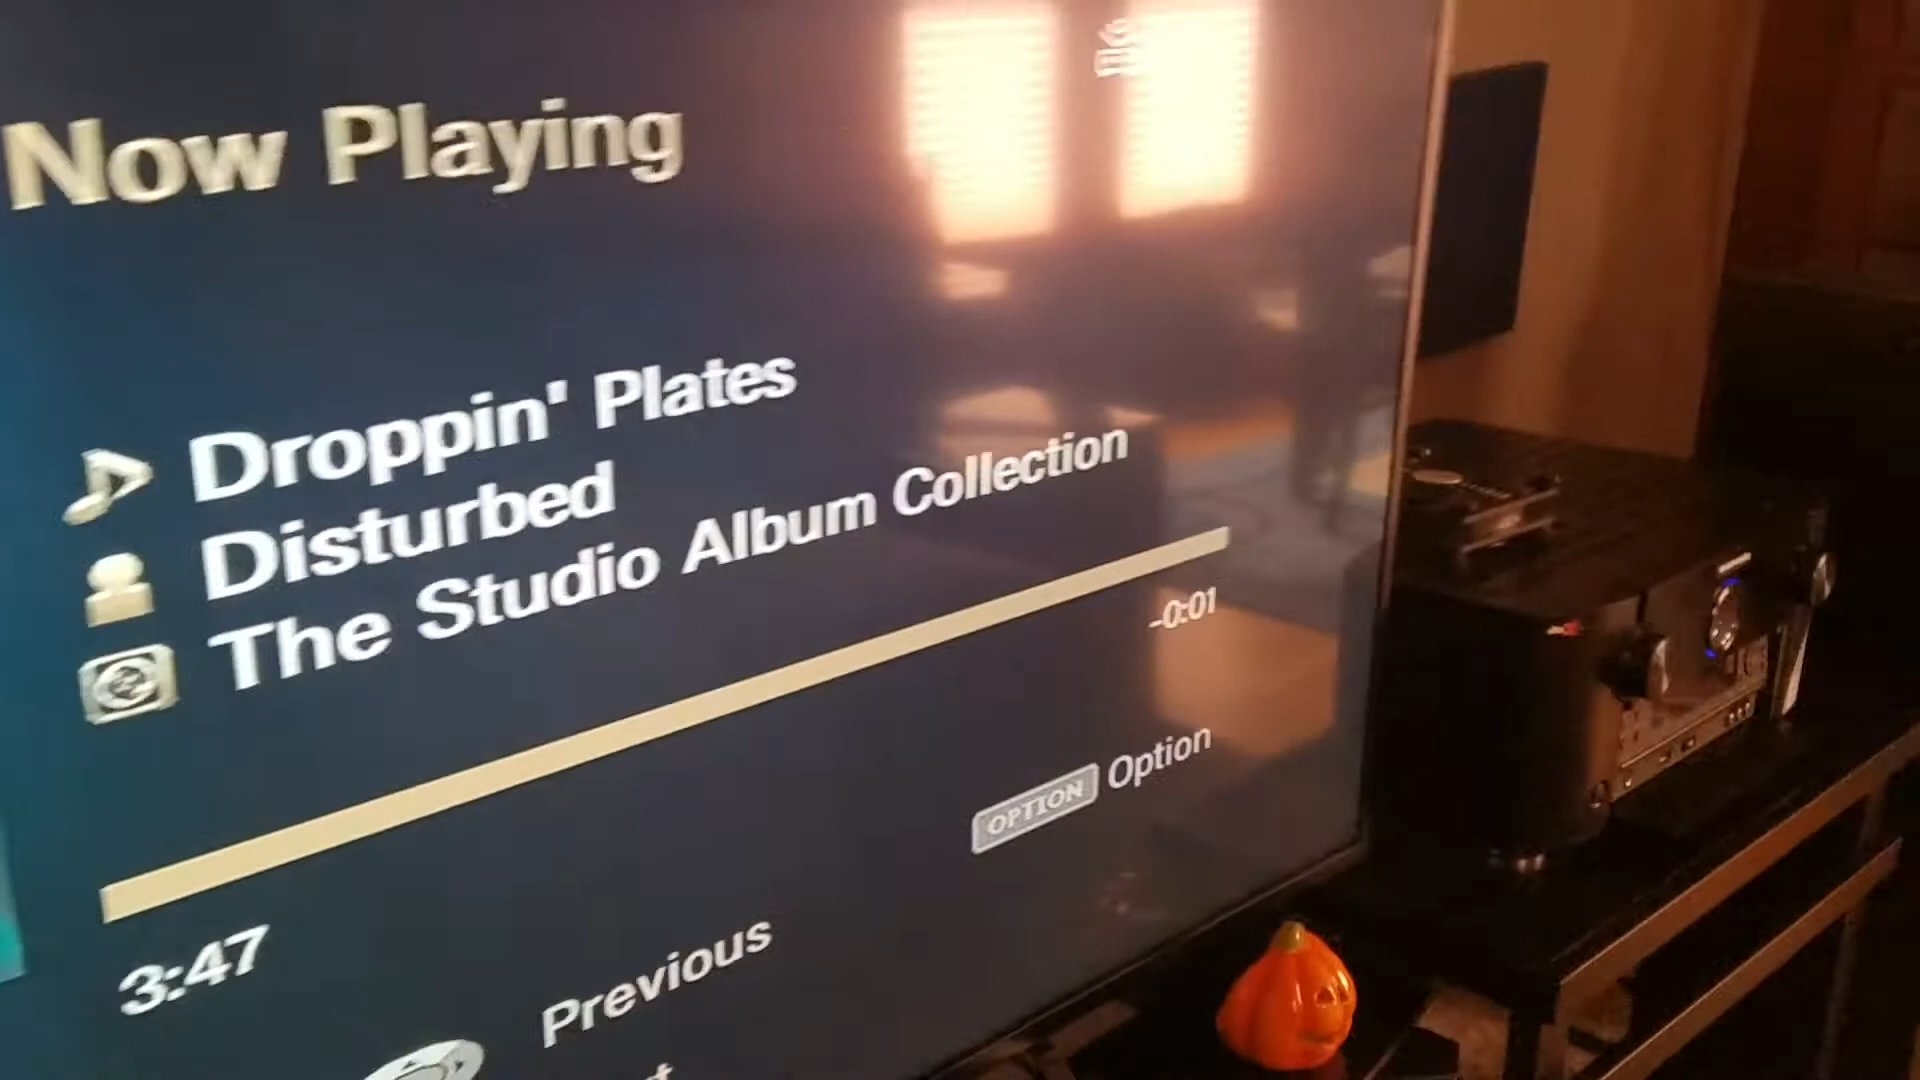 Now Playing
Droppin' Plates
Disturbed
The Studio Album Collection
-0:01
OPTION Option
3:47
Previous